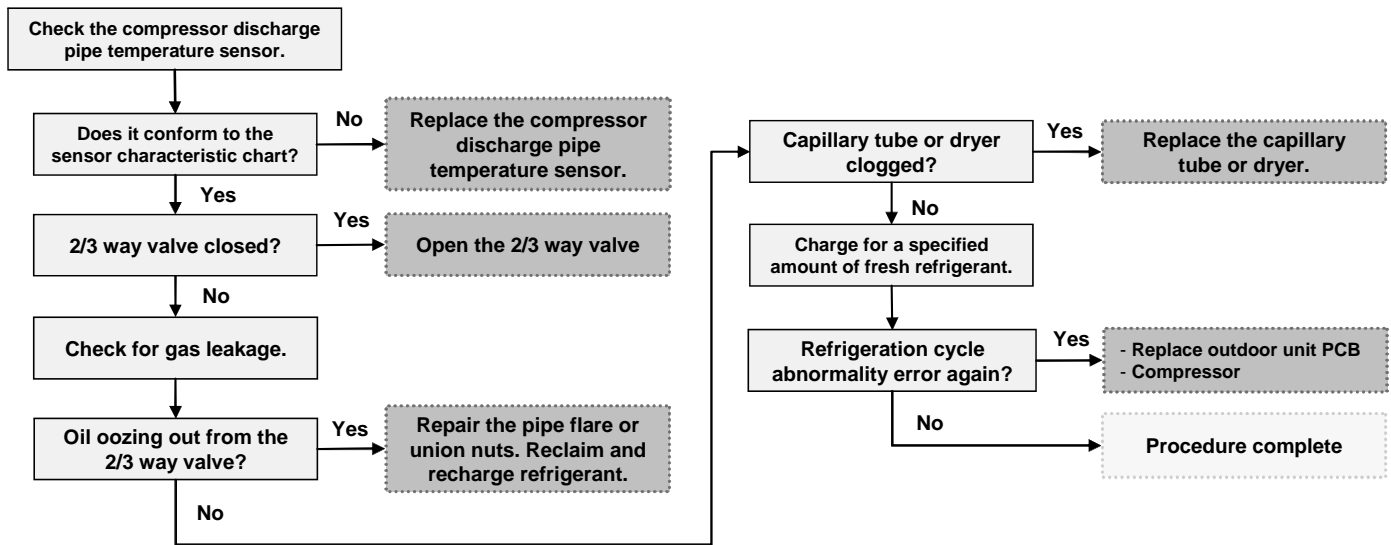 Check the compressor discharge
pipe temperature sensor.
Does it conform to the
sensor characteristic chart?
No
Replace the compressor
discharge pipe
temperature sensor.
Yes
2/3 way valve closed?
Yes
Open the 2/3 way valve
No
Check for gas leakage.
Oil oozing out from the
2/3 way valve?
Yes
Repair the pipe flare or
union nuts. Reclaim and
recharge refrigerant.
No
Capillary tube or dryer
clogged?
Yes
Replace the capillary
tube or dryer.
No
Charge for a specified
amount of fresh refrigerant.
Refrigeration cycle
abnormality error again?
Yes
- Replace outdoor unit PCB
- Compressor
No
Procedure complete